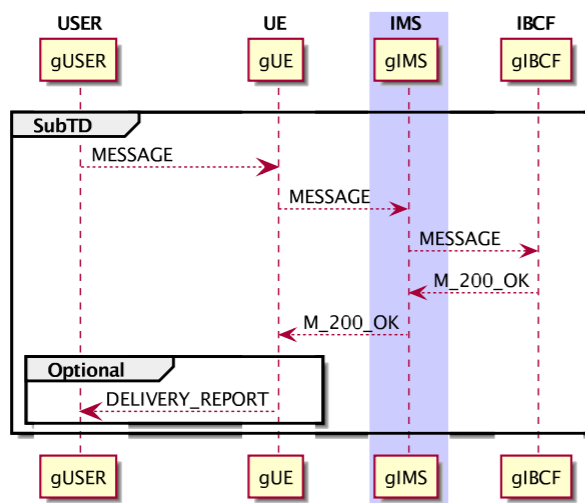 USER UE IMS IBCF
gUSER gUE gIMS gIBCF
SubTD
MESSAGE
MESSAGE
MESSAGE
M_200_OK
M_200_OK
Optional
DELIVERY_REPORT
gUSER gUE gIMS gIBCF